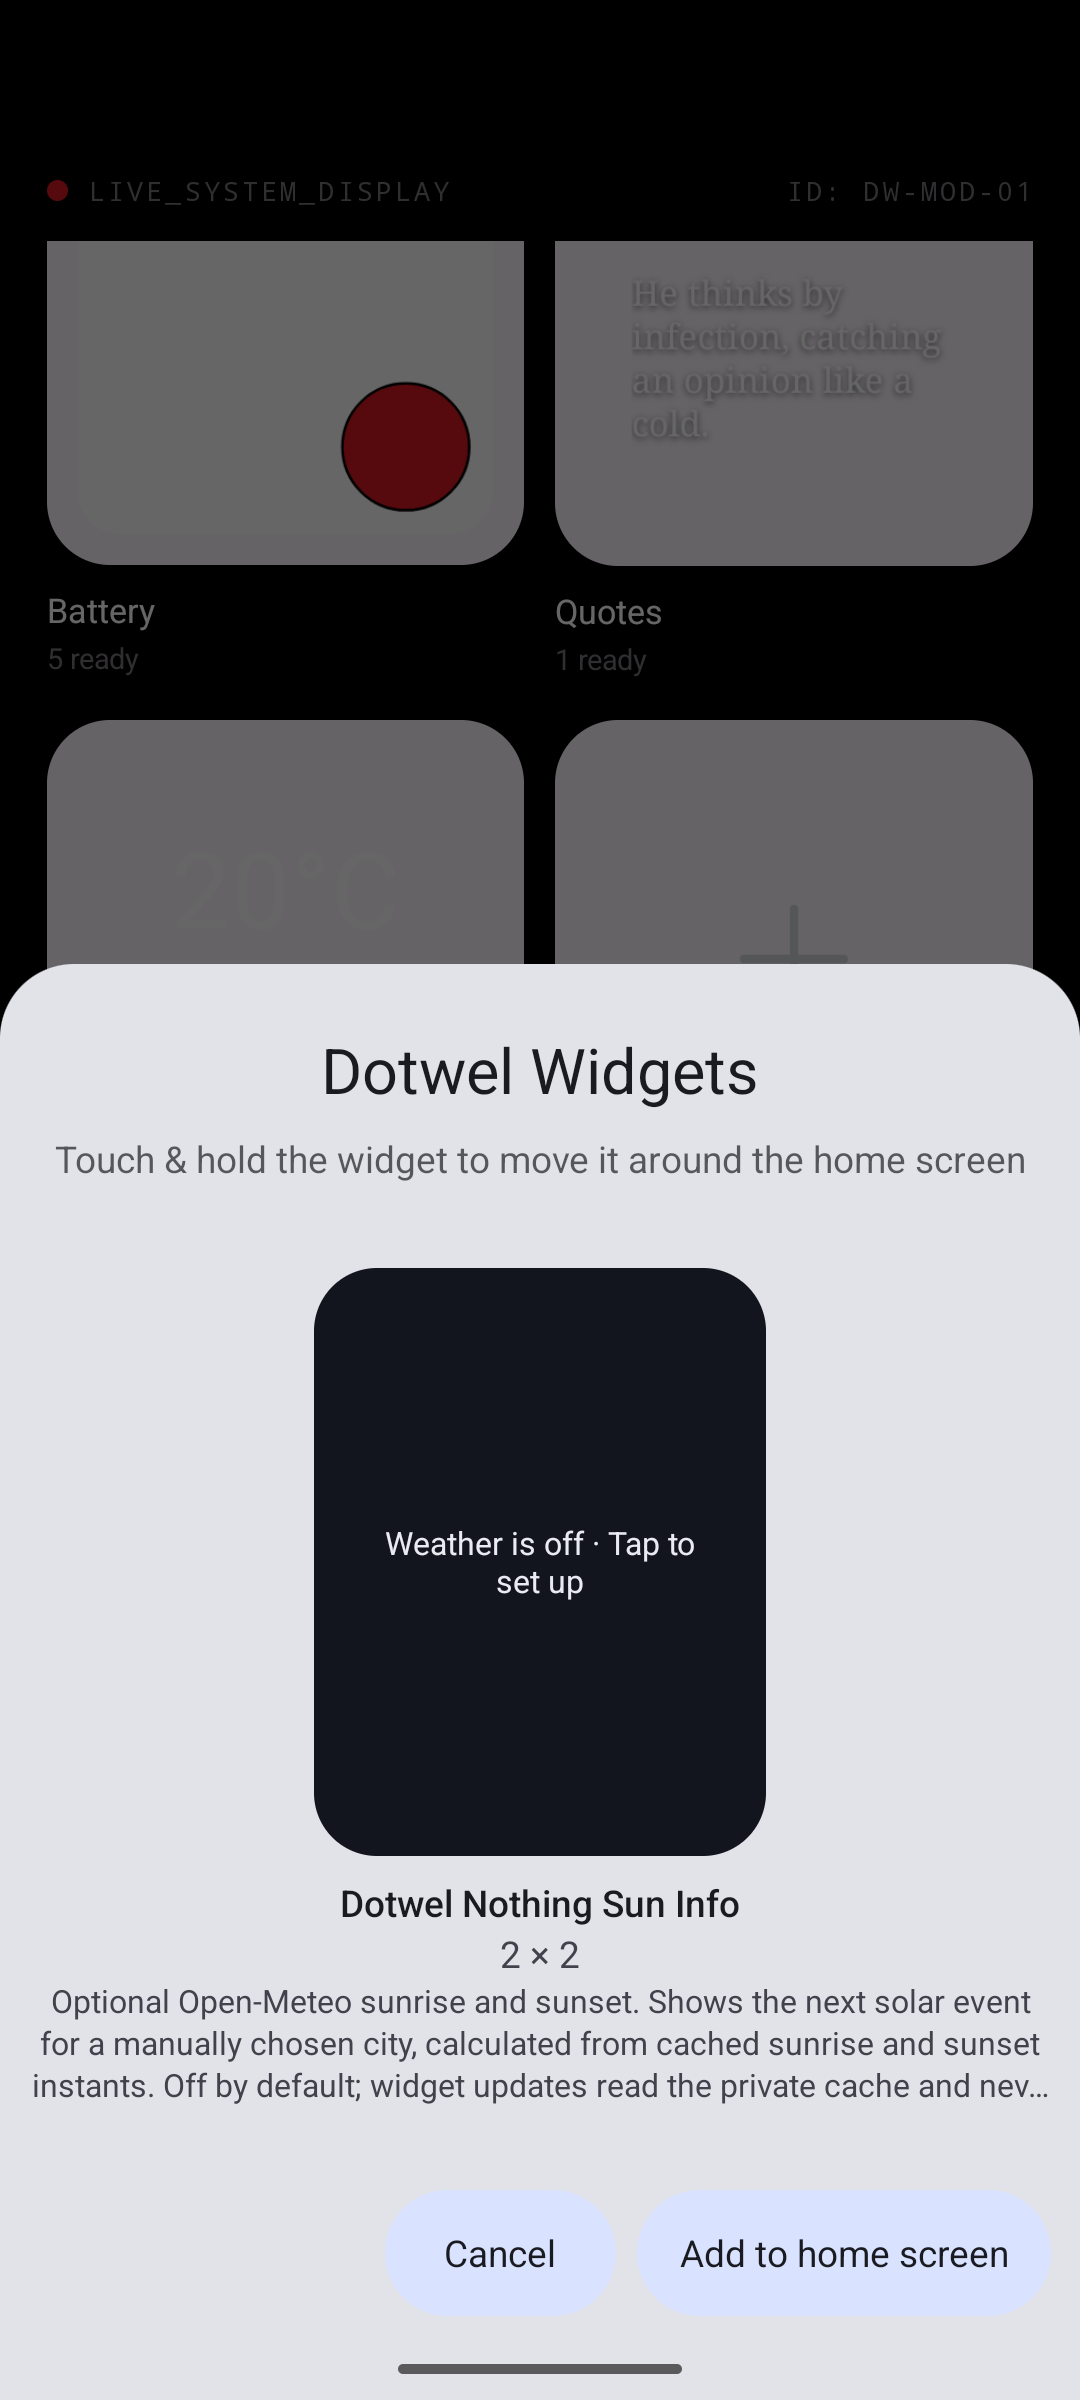 LIVE_SYSTEM_DISPLAY
ID: DW-MOD-01
He thinks by
infection, catching
an opinion like a
cold.
Battery
5 ready
Quotes
1 ready
20°C
Dotwel Widgets
Touch & hold the widget to move it around the home screen
Weather is off · Tap to
set up
Dotwel Nothing Sun Info
2 × 2
Optional Open-Meteo sunrise and sunset. Shows the next solar event
for a manually chosen city, calculated from cached sunrise and sunset
instants. Off by default; widget updates read the private cache and nev…
Cancel
Add to home screen